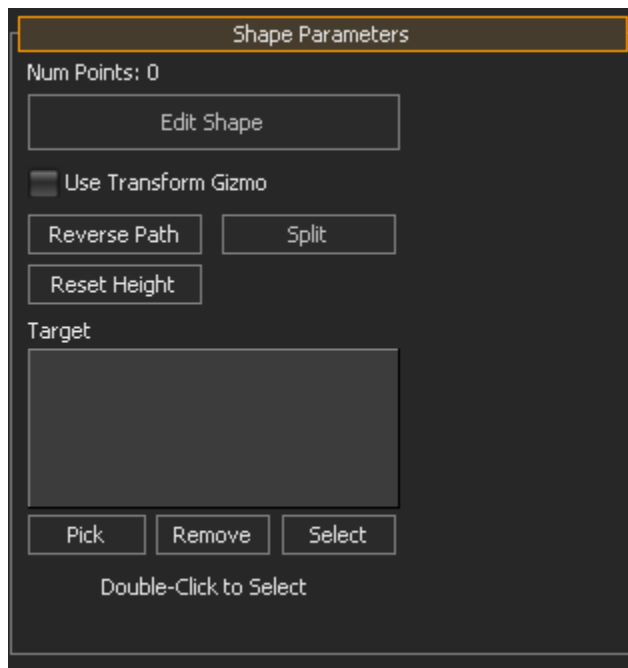 Shape Parameters
Num Points: 0
Edit Shape
Use Transform Gizmo
Reverse Path Split
Reset Height
Target
Pick Remove Select
Double-Click to Select